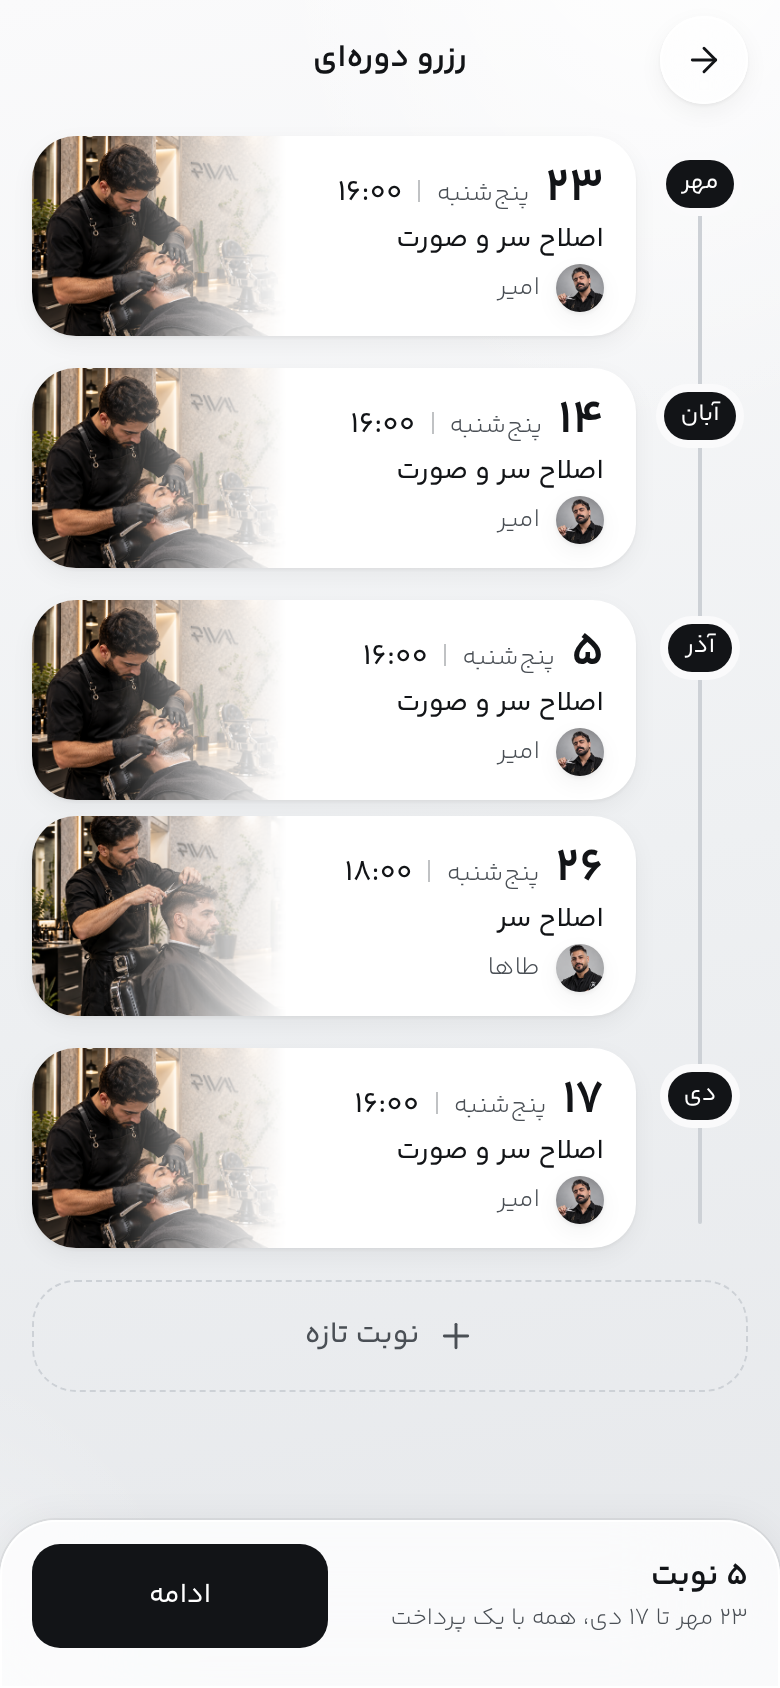 رزرو دوره‌ای
مهر
۲۳ پنج‌شنبه | ۱۶:۰۰
اصلاح سر و صورت
امیر
آبان
۱۴ پنج‌شنبه | ۱۶:۰۰
اصلاح سر و صورت
امیر
آذر
۵ پنج‌شنبه | ۱۶:۰۰
اصلاح سر و صورت
امیر
۲۶ پنج‌شنبه | ۱۸:۰۰
اصلاح سر
طاها
دی
۱۷ پنج‌شنبه | ۱۶:۰۰
اصلاح سر و صورت
امیر
+ نوبت تازه
۵ نوبت
۲۳ مهر تا ۱۷ دی، همه با یک پرداخت
ادامه